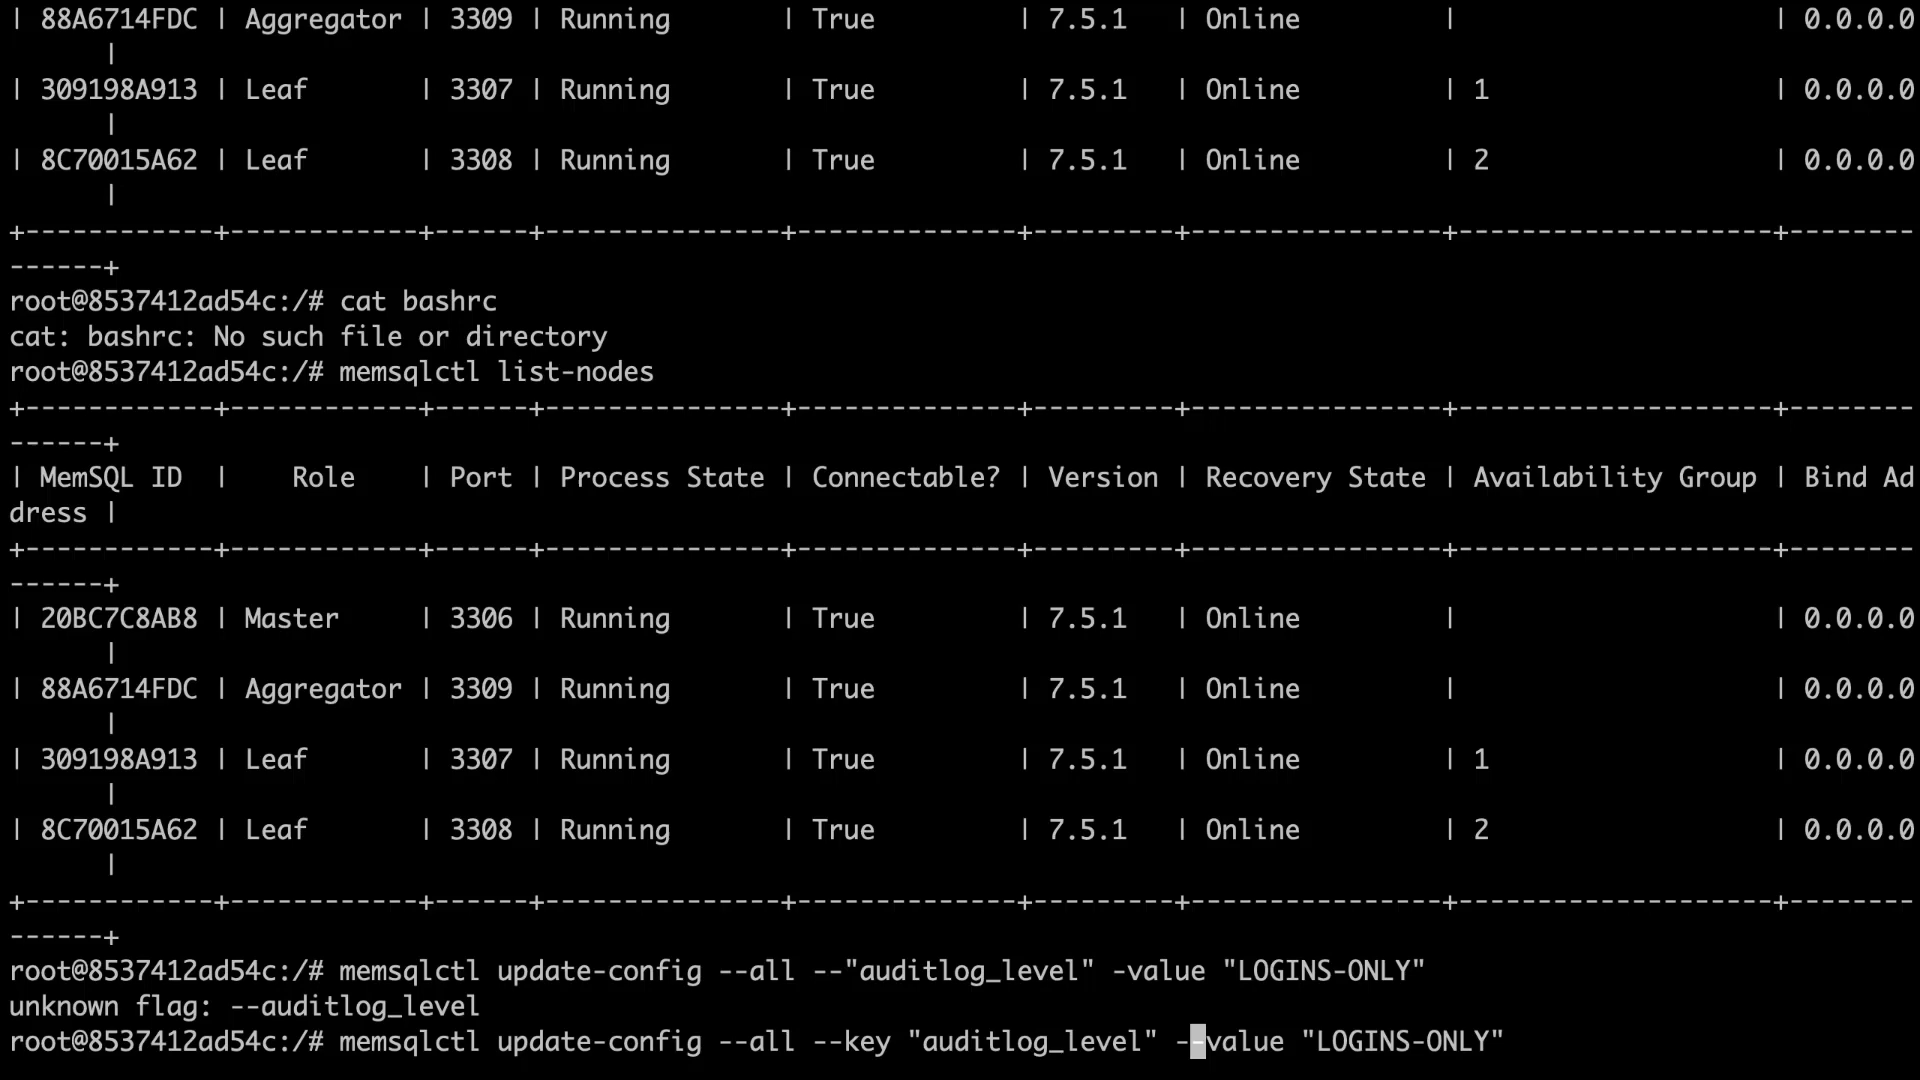 | 88A6714FDC | Aggregator | 3309 | Running       | True         | 7.5.1   | Online         |                    | 0.0.0.0
      |
| 309198A913 | Leaf       | 3307 | Running       | True         | 7.5.1   | Online         | 1                  | 0.0.0.0
      |
| 8C70015A62 | Leaf       | 3308 | Running       | True         | 7.5.1   | Online         | 2                  | 0.0.0.0
      |
+------------+------------+------+---------------+--------------+---------+----------------+--------------------+--------
------+
root@8537412ad54c:/# cat bashrc
cat: bashrc: No such file or directory
root@8537412ad54c:/# memsqlctl list-nodes
+------------+------------+------+---------------+--------------+---------+----------------+--------------------+--------
------+
| MemSQL ID  |    Role    | Port | Process State | Connectable? | Version | Recovery State | Availability Group | Bind Ad
dress |
+------------+------------+------+---------------+--------------+---------+----------------+--------------------+--------
------+
| 20BC7C8AB8 | Master     | 3306 | Running       | True         | 7.5.1   | Online         |                    | 0.0.0.0
      |
| 88A6714FDC | Aggregator | 3309 | Running       | True         | 7.5.1   | Online         |                    | 0.0.0.0
      |
| 309198A913 | Leaf       | 3307 | Running       | True         | 7.5.1   | Online         | 1                  | 0.0.0.0
      |
| 8C70015A62 | Leaf       | 3308 | Running       | True         | 7.5.1   | Online         | 2                  | 0.0.0.0
      |
+------------+------------+------+---------------+--------------+---------+----------------+--------------------+--------
------+
root@8537412ad54c:/# memsqlctl update-config --all --"auditlog_level" -value "LOGINS-ONLY"
unknown flag: --auditlog_level
root@8537412ad54c:/# memsqlctl update-config --all --key "auditlog_level" --value "LOGINS-ONLY"